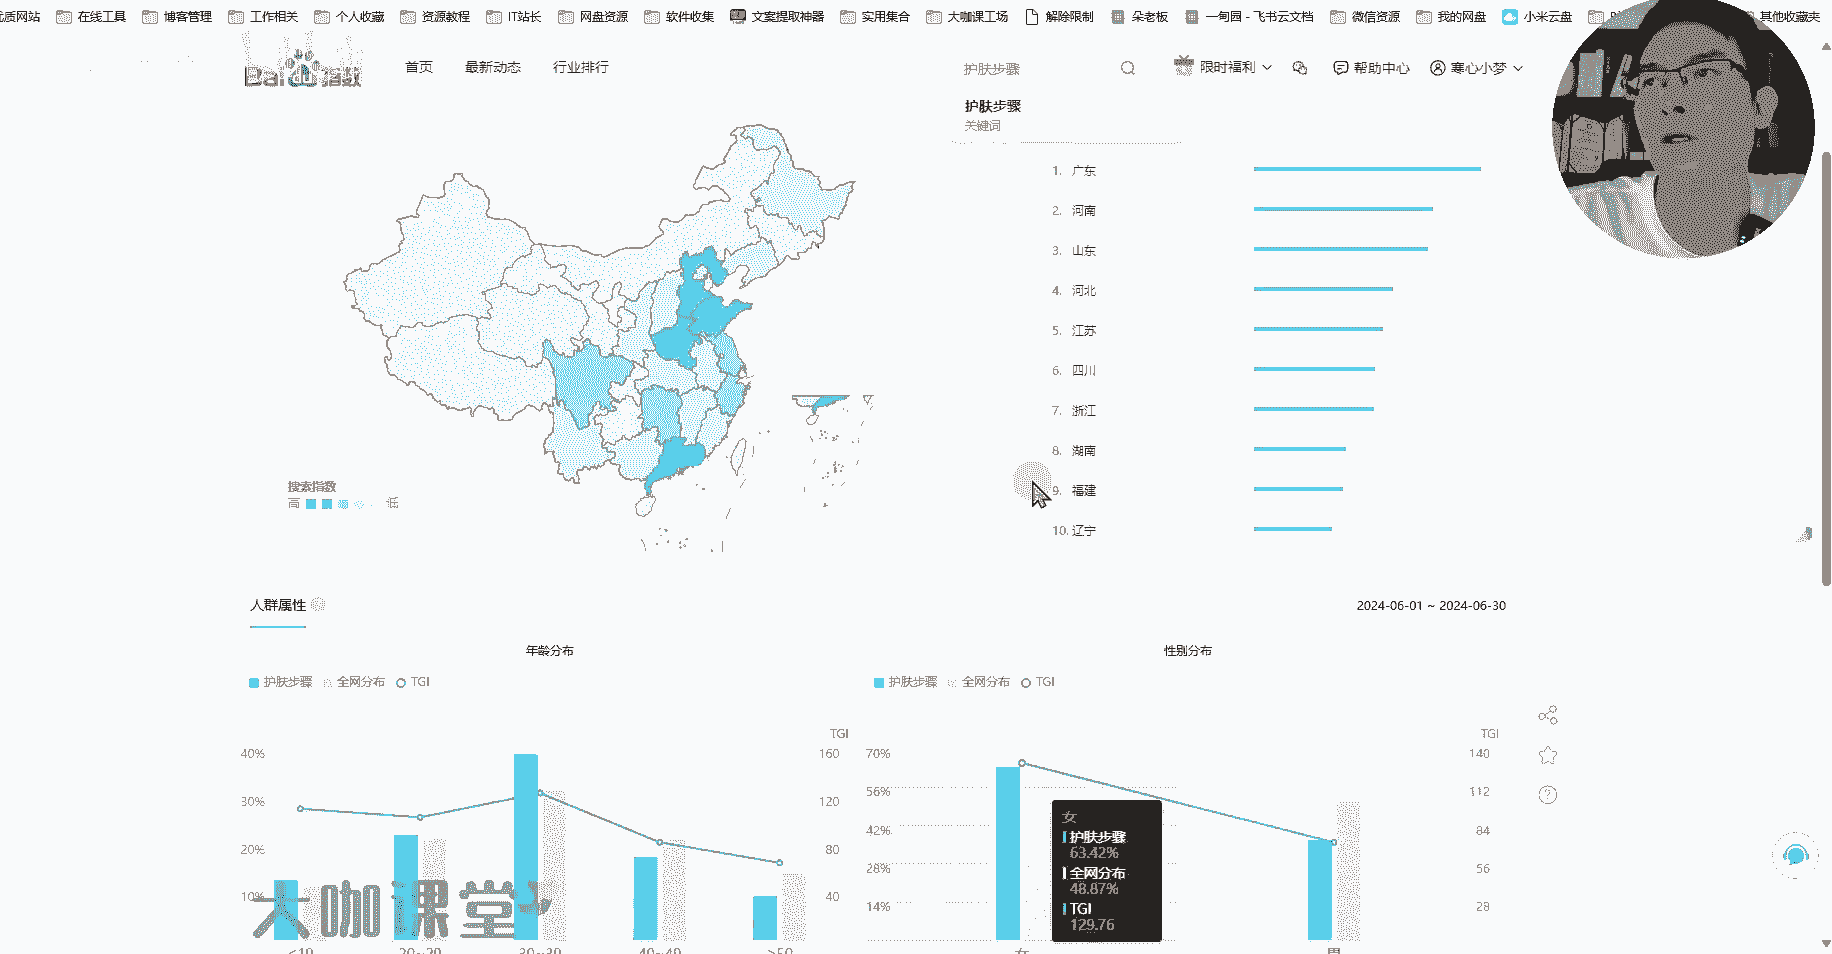 优质网站 在线工具 博客管理 工作相关 个人收藏 资源教程 IT站长 网盘资源 软件收集 文案提取神器 实用集合 大咖课工场 解除限制 朵老板 一甸园 - 飞书云文档 微信资源 我的网盘 小米云盘 其他收藏夹
Baidu指数 首页 最新动态 行业排行 护肤步骤 限时福利 帮助中心 寒心小梦
护肤步骤
关键词
1. 广东
2. 河南
3. 山东
4. 河北
5. 江苏
6. 四川
7. 浙江
8. 湖南
9. 福建
10. 辽宁
搜索指数
高 低
人群属性 2024-06-01 ~ 2024-06-30
年龄分布 性别分布
护肤步骤 全网分布 TGI 护肤步骤 全网分布 TGI
TGI TGI
40% 160 70% 140
30% 120 56% 112
20% 80 42% 84
28% 56
10% 40 14% 28
女
护肤步骤
63.42%
全网分布
48.87%
TGI
129.76
大咖课堂
女 男